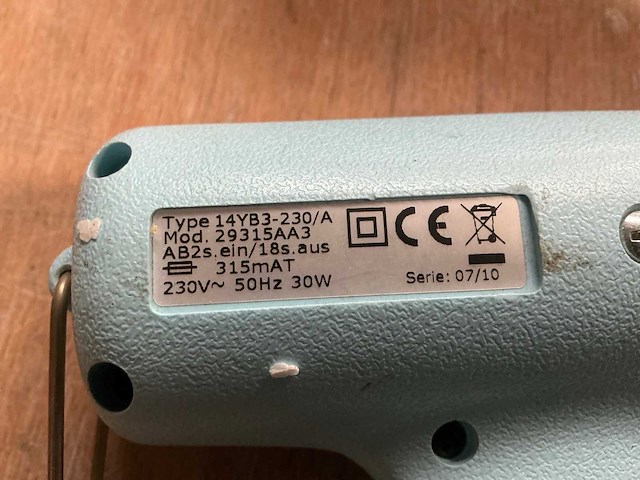 Type 14YB3-230/A
Mod. 29315AA3
AB2s.ein/18s.aus
315mAT
230V~ 50Hz 30W
CE
Serie: 07/10